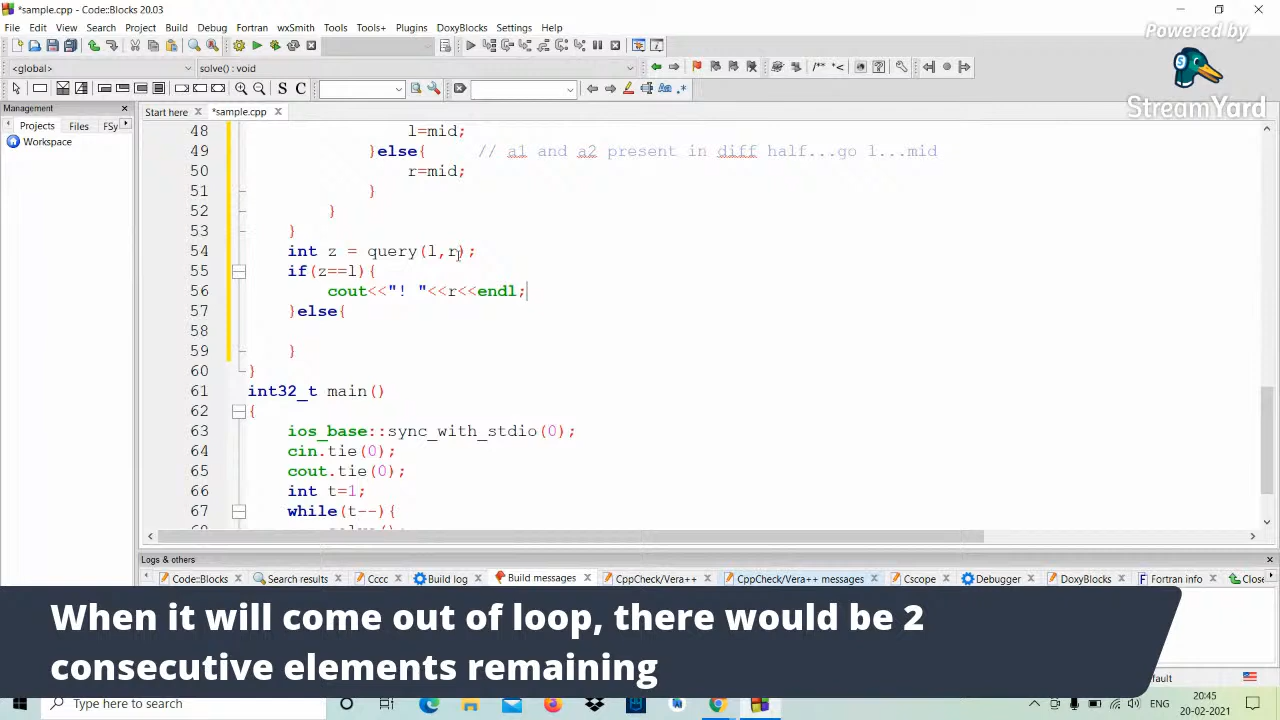 *sample.cpp - Code::Blocks 20.03
File Edit View Search Project Build Debug Fortran wxSmith Tools Tools+ Plugins DoxyBlocks Settings Help
Powered by
StreamYard
<global> solve() : void
/** *<
S C
Aa .*
Management
Projects Files FSy
Workspace
Start here *sample.cpp
48 l=mid;
49 }else{ // a1 and a2 present in diff half...go l...mid
50 r=mid;
51 }
52 }
53 }
54 int z = query(l,r);
55 if(z==l){
56 cout<<"! "<<r<<endl;
57 }else{
58
59 }
60 }
61 int32_t main()
62 {
63 ios_base::sync_with_stdio(0);
64 cin.tie(0);
65 cout.tie(0);
66 int t=1;
67 while(t--){
Logs & others
Code::Blocks Search results Cccc Build log Build messages CppCheck/Vera++ CppCheck/Vera++ messages Cscope Debugger DoxyBlocks Fortran info Close
When it will come out of loop, there would be 2
consecutive elements remaining
fault
Type here to search
ENG
20:45
20-02-2021